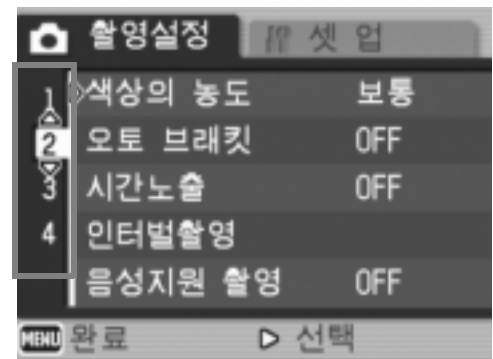 촬영설정 셋 업
1 색상의 농도 보통
2 오토 브래킷 OFF
3 시간노출 OFF
4 인터벌촬영
음성지원 촬영 OFF
MENU 완료 선택